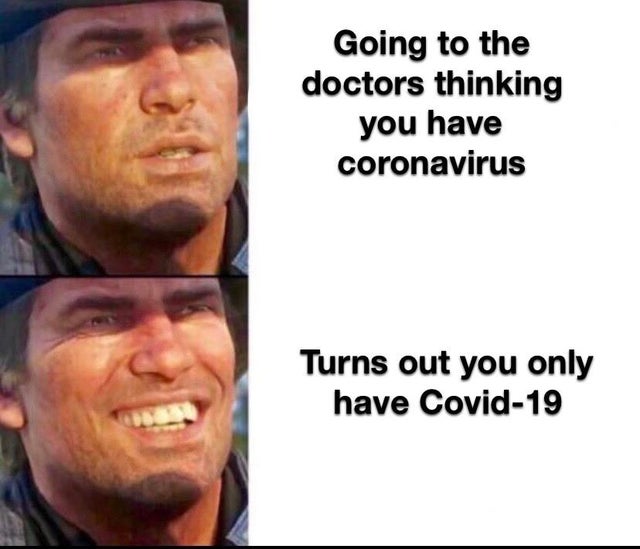 Going to the
doctors thinking
you have
coronavirus
Turns out you only
have Covid-19